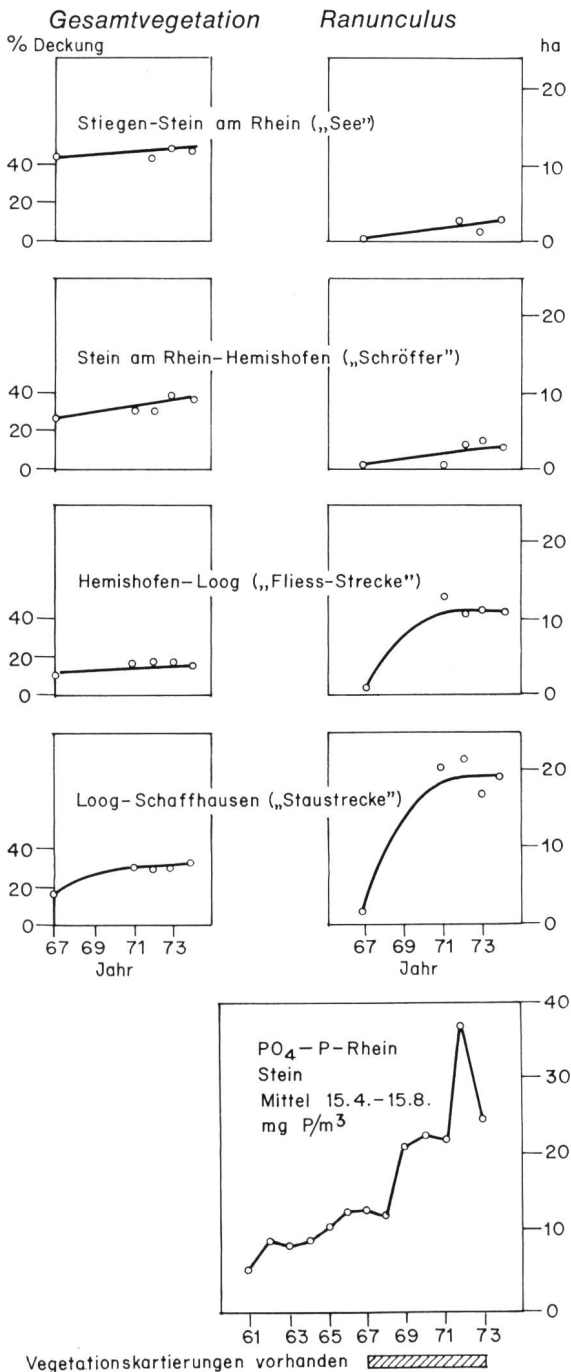 Gesamtvegetation Ranunculus
% Deckung ha
Stiegen-Stein am Rhein („See”)
40
20
0
20
10
0
Stein am Rhein-Hemishofen („Schröffer”)
40
20
0
20
10
0
Hemishofen-Loog („Fliess-Strecke”)
40
20
0
20
10
0
Loog-Schaffhausen („Staustrecke”)
40
20
0
20
10
0
67 69 71 73 67 69 71 73
Jahr Jahr
PO₄-P-Rhein
Stein
Mittel 15.4.-15.8.
mg P/m³
40
30
20
10
0
61 63 65 67 69 71 73
Vegetationskartierungen vorhanden